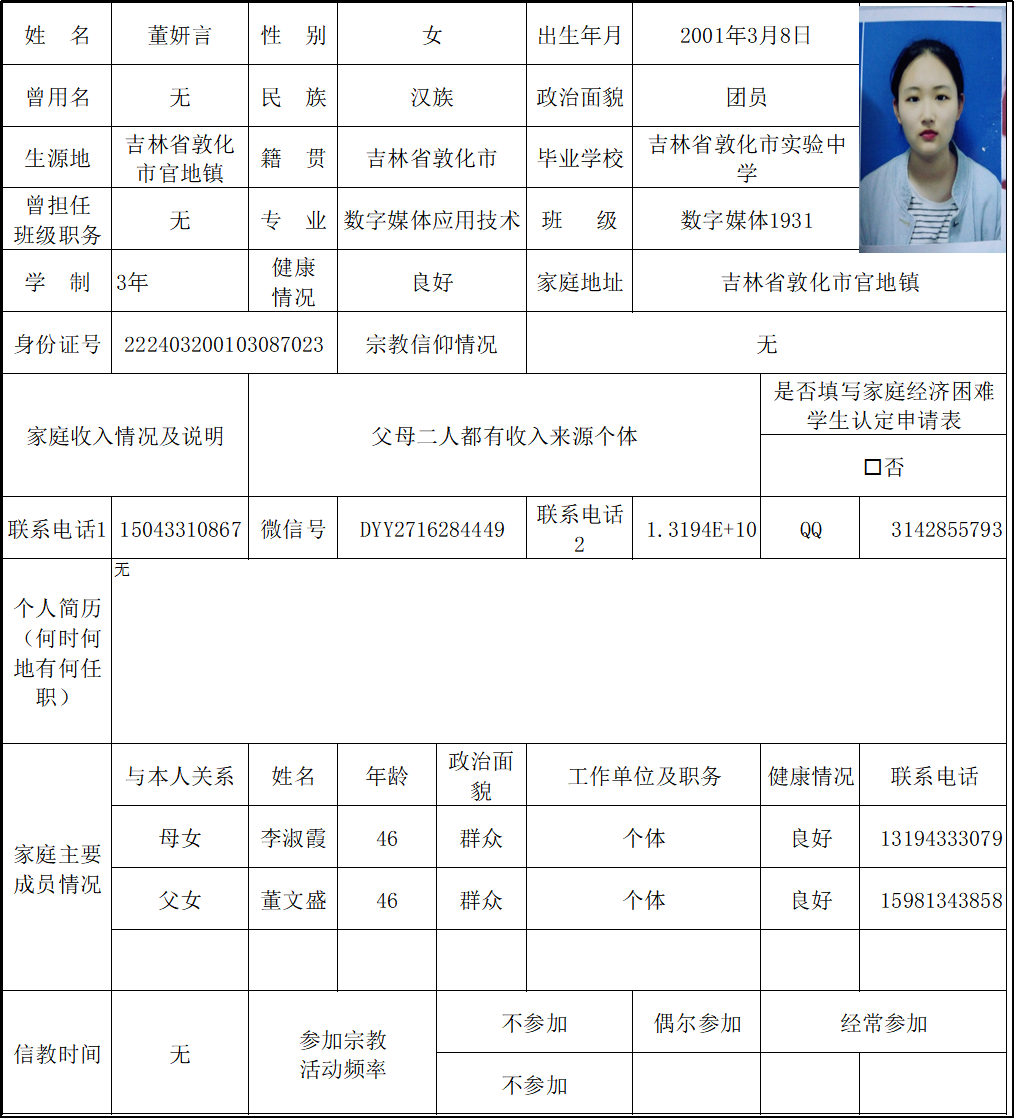 姓 名 董妍言 性 别 女 出生年月 2001年3月8日
曾用名 无 民 族 汉族 政治面貌 团员
生源地 吉林省敦化
市官地镇 籍 贯 吉林省敦化市 毕业学校 吉林省敦化市实验中
学
曾担任
班级职务 无 专 业 数字媒体应用技术 班 级 数字媒体1931
学 制 3年 健康
情况 良好 家庭地址 吉林省敦化市官地镇
身份证号 222403200103087023 宗教信仰情况 无
家庭收入情况及说明 父母二人都有收入来源个体 是否填写家庭经济困难
学生认定申请表
□否
联系电话1 15043310867 微信号 DYY2716284449 联系电话
2 1.3194E+10 QQ 3142855793
个人简历
（何时何
地有何任
职） 无
家庭主要
成员情况
与本人关系 姓名 年龄 政治面
貌 工作单位及职务 健康情况 联系电话
母女 李淑霞 46 群众 个体 良好 13194333079
父女 董文盛 46 群众 个体 良好 15981343858
信教时间 无 参加宗教
活动频率 不参加 偶尔参加 经常参加
不参加